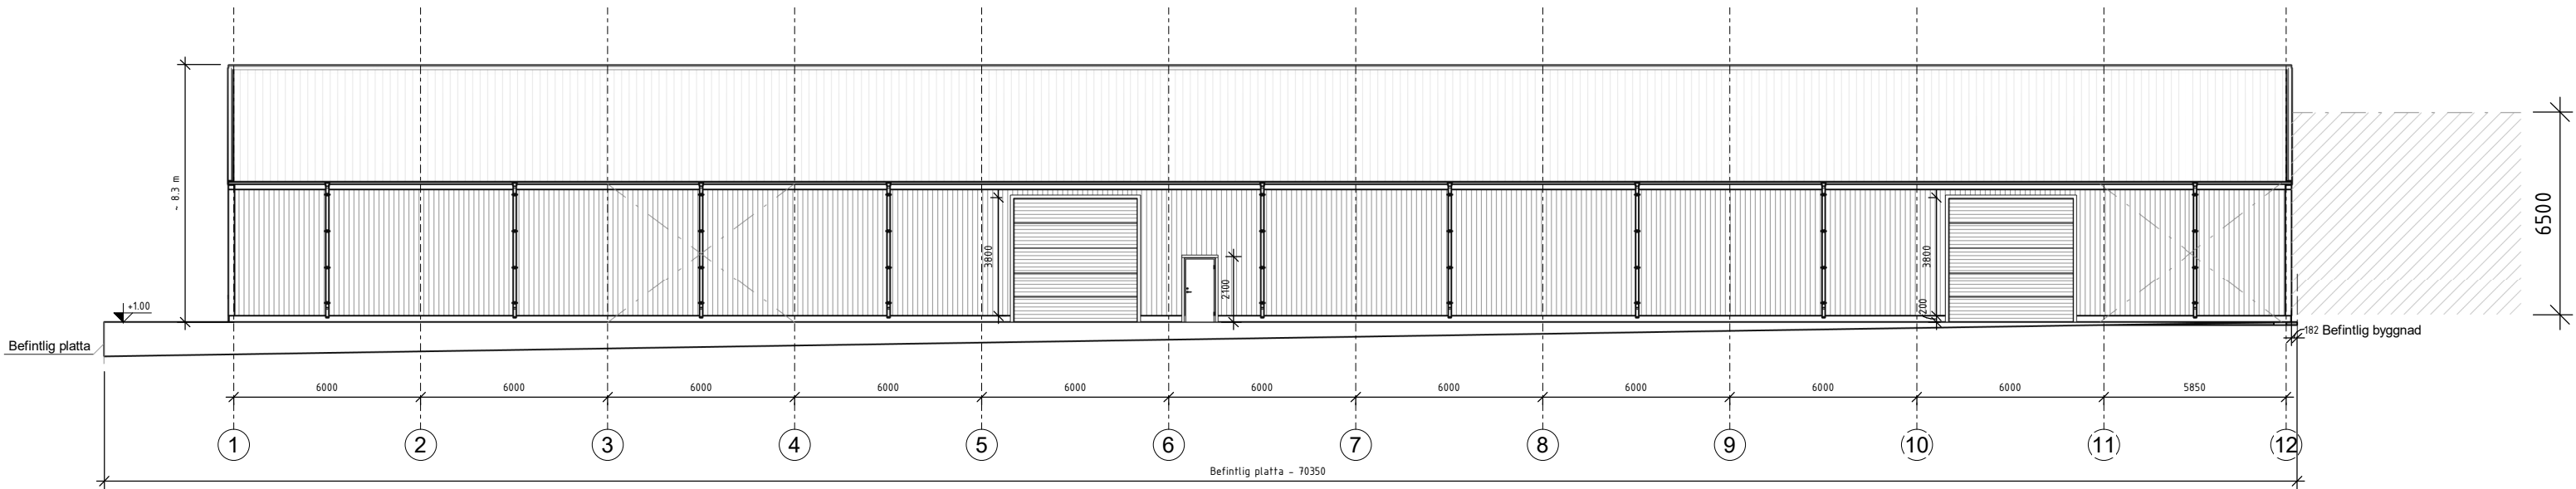 ~ 8.3 m
6500
3800
3800
2100
200
+1.00
Befintlig platta
182 Befintlig byggnad
6000 6000 6000 6000 6000 6000 6000 6000 6000 6000 5850
1 2 3 4 5 6 7 8 9 10 11 12
Befintlig platta - 70350